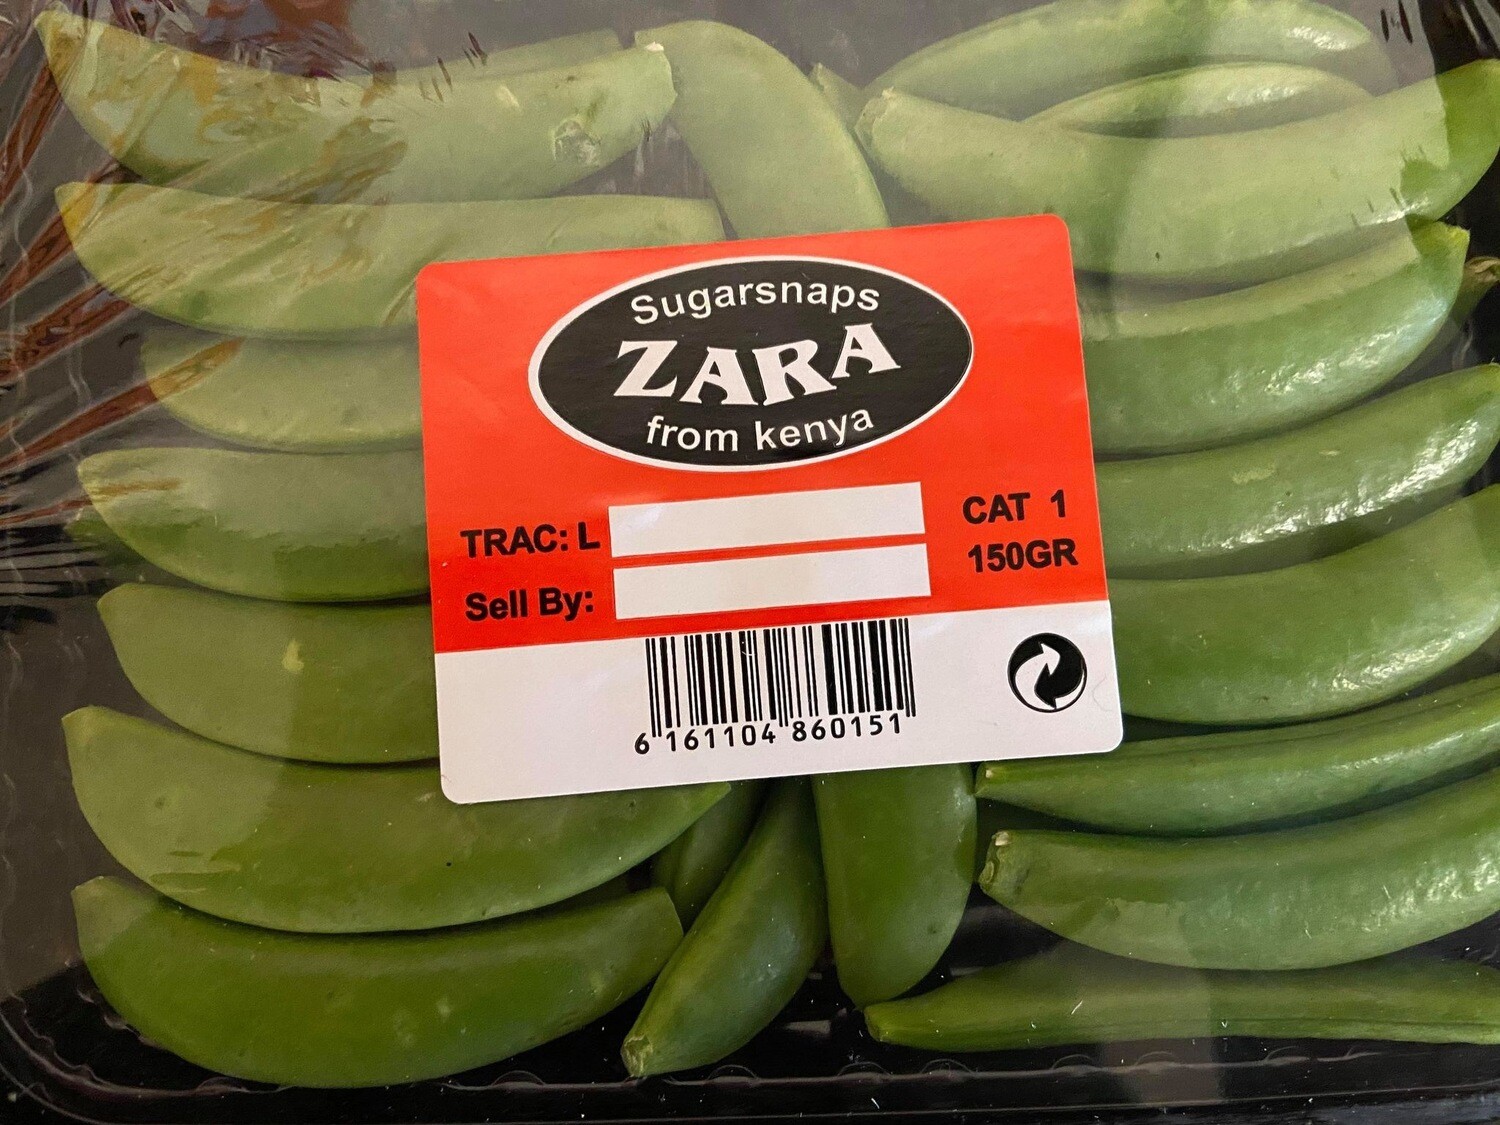 Sugarsnaps
ZARA
from kenya
TRAC: L
CAT 1
Sell By:
150GR
6 161104 860151